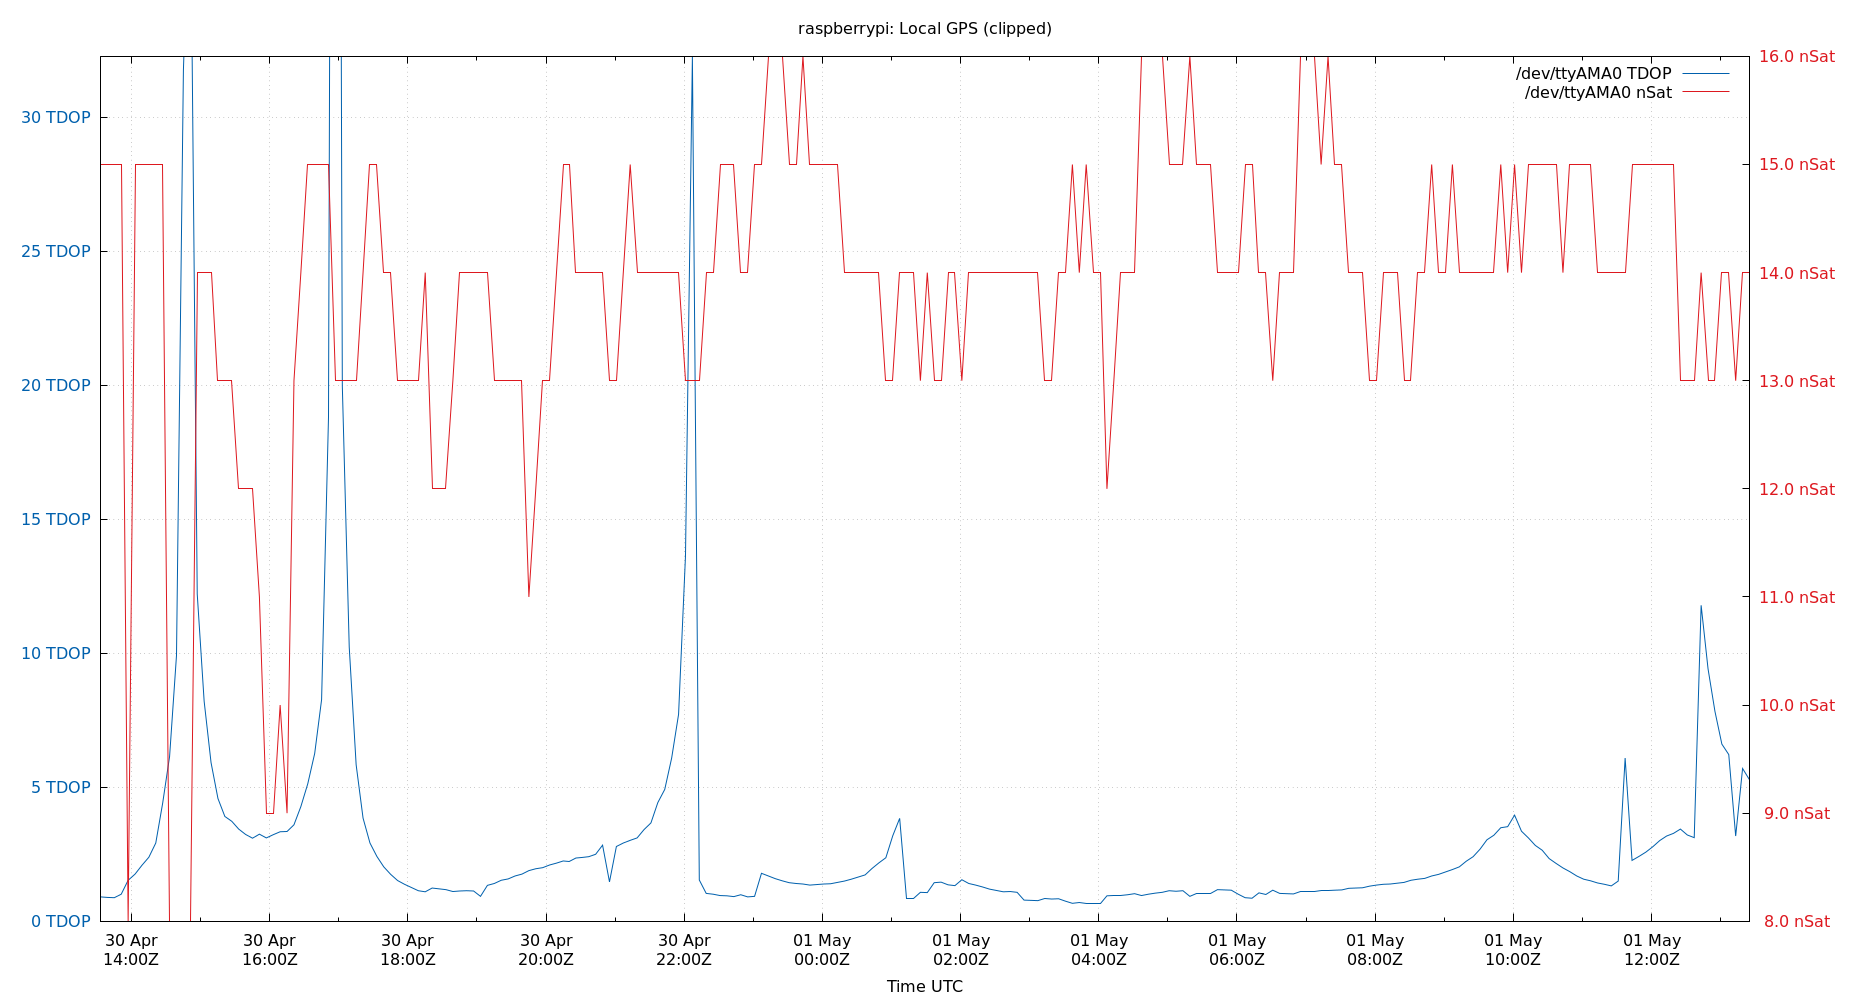 raspberrypi: Local GPS (clipped)
16.0 nSat
/dev/ttyAMA0 TDOP
/dev/ttyAMA0 nSat
30 TDOP
15.0 nSat
25 TDOP
14.0 nSat
20 TDOP
13.0 nSat
15 TDOP
12.0 nSat
11.0 nSat
10 TDOP
10.0 nSat
5 TDOP
9.0 nSat
0 TDOP
8.0 nSat
30 Apr 30 Apr 30 Apr 30 Apr 30 Apr 01 May 01 May 01 May 01 May 01 May 01 May 01 May
14:00Z 16:00Z 18:00Z 20:00Z 22:00Z 00:00Z 02:00Z 04:00Z 06:00Z 08:00Z 10:00Z 12:00Z
Time UTC